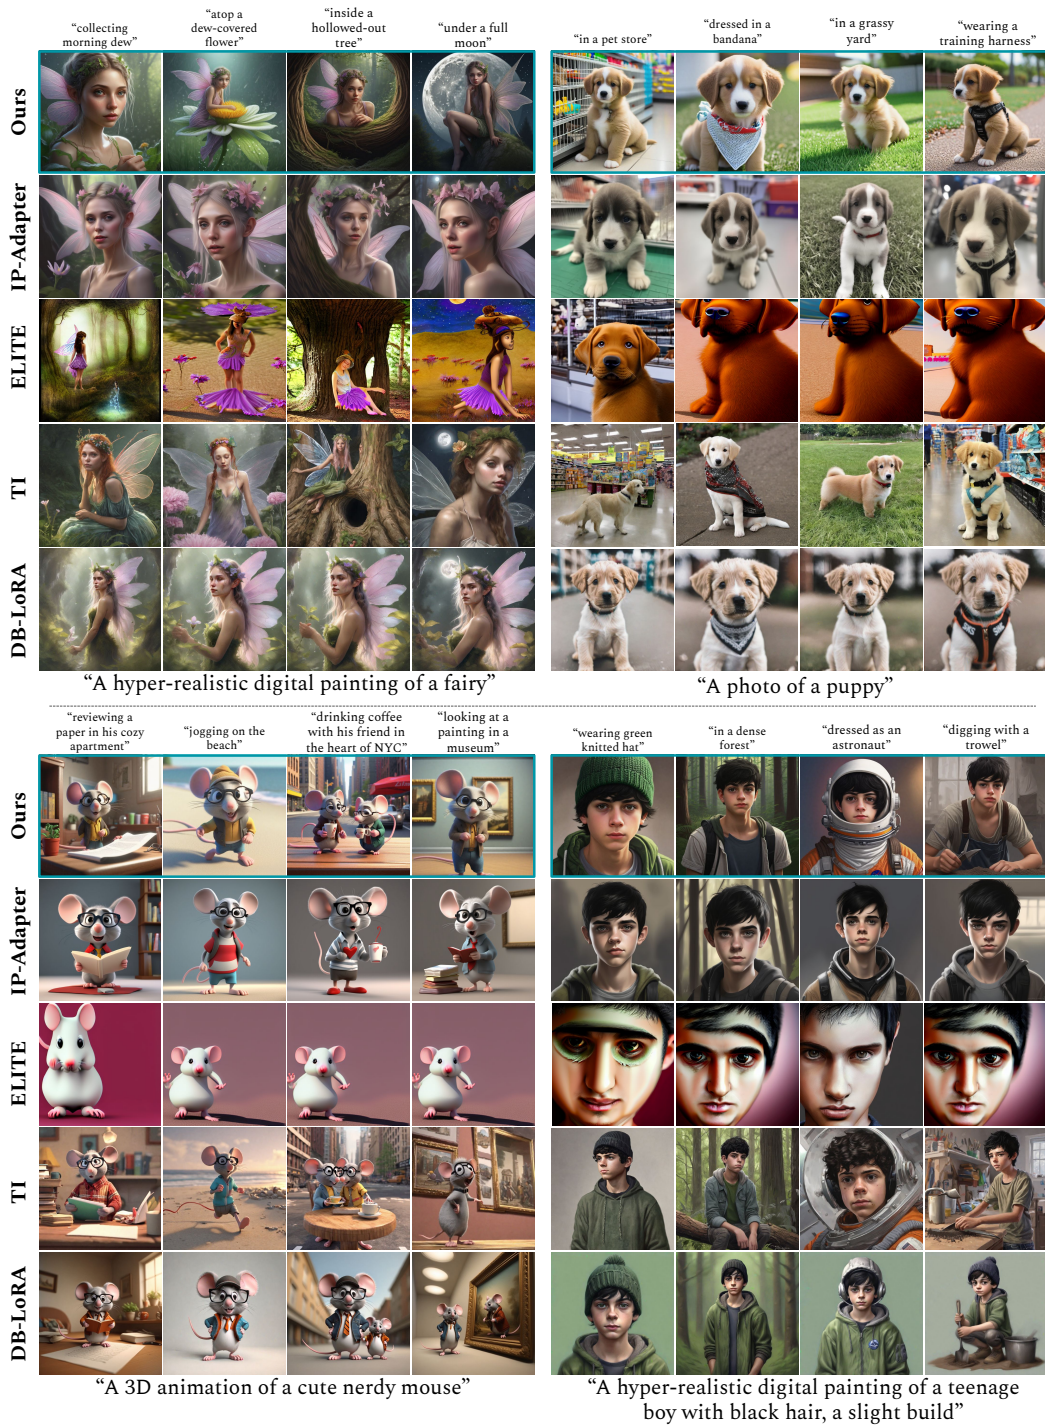 “collecting
morning dew”
“atop a
dew-covered
flower”
“inside a
hollowed-out
tree”
“under a full
moon”
“in a pet store”
“dressed in a
bandana”
“in a grassy
yard”
“wearing a
training harness”
Ours
IP-Adapter
ELITE
TI
DB-LoRA
“A hyper-realistic digital painting of a fairy”
“A photo of a puppy”
“reviewing a
paper in his cozy
apartment”
“jogging on the
beach”
“drinking coffee
with his friend in
the heart of NYC”
“looking at a
painting in a
museum”
“wearing green
knitted hat”
“in a dense
forest”
“dressed as an
astronaut”
“digging with a
trowel”
Ours
IP-Adapter
ELITE
TI
DB-LoRA
“A 3D animation of a cute nerdy mouse”
“A hyper-realistic digital painting of a teenage
boy with black hair, a slight build”